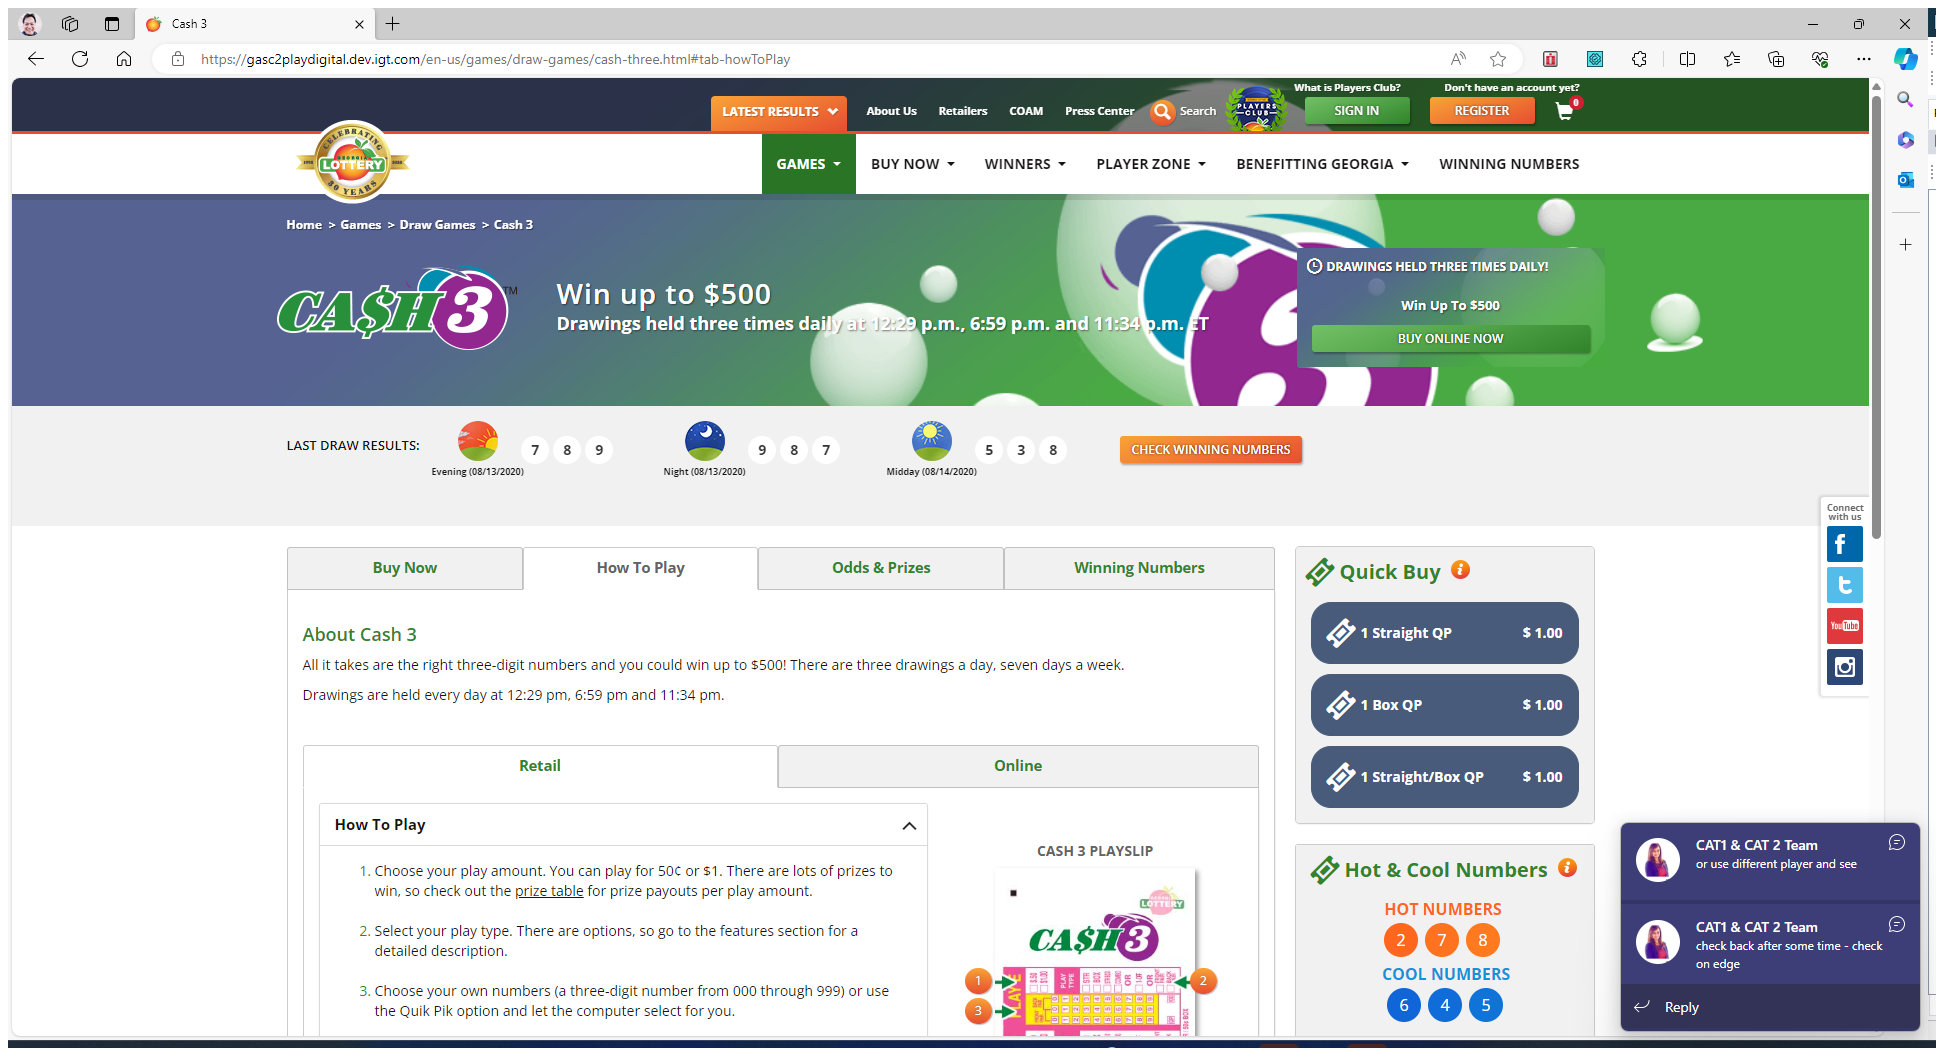 Cash 3
https://gasc2playdigital.dev.igt.com/en-us/games/draw-games/cash-three.html#tab-howToPlay
LATEST RESULTS
About Us
Retailers
COAM
Press Center
Search
PLAYERS CLUB
What is Players Club?
SIGN IN
Don't have an account yet?
REGISTER
0
CELEBRATING
GEORGIA
LOTTERY
30 YEARS
GAMES
BUY NOW
WINNERS
PLAYER ZONE
BENEFITTING GEORGIA
WINNING NUMBERS
Home > Games > Draw Games > Cash 3
CA$H 3 TM
Win up to $500
Drawings held three times daily at 12:29 p.m., 6:59 p.m. and 11:34 p.m. ET
DRAWINGS HELD THREE TIMES DAILY!
Win Up To $500
BUY ONLINE NOW
LAST DRAW RESULTS:
Evening (08/13/2020)
7 8 9
Night (08/13/2020)
9 8 7
Midday (08/14/2020)
5 3 8
CHECK WINNING NUMBERS
Connect
with us
f
t
YouTube
Buy Now
How To Play
Odds & Prizes
Winning Numbers
About Cash 3
All it takes are the right three-digit numbers and you could win up to $500! There are three drawings a day, seven days a week.
Drawings are held every day at 12:29 pm, 6:59 pm and 11:34 pm.
Retail
Online
How To Play
1. Choose your play amount. You can play for 50¢ or $1. There are lots of prizes to
win, so check out the prize table for prize payouts per play amount.
2. Select your play type. There are options, so go to the features section for a
detailed description.
3. Choose your own numbers (a three-digit number from 000 through 999) or use
the Quik Pik option and let the computer select for you.
CASH 3 PLAYSLIP
LOTTERY
CA$H 3
1
2
3
PLAY TYPE
Quick Buy
1 Straight QP $ 1.00
1 Box QP $ 1.00
1 Straight/Box QP $ 1.00
Hot & Cool Numbers
HOT NUMBERS
2 7 8
COOL NUMBERS
6 4 5
CAT1 & CAT 2 Team
or use different player and see
CAT1 & CAT 2 Team
check back after some time - check
on edge
Reply